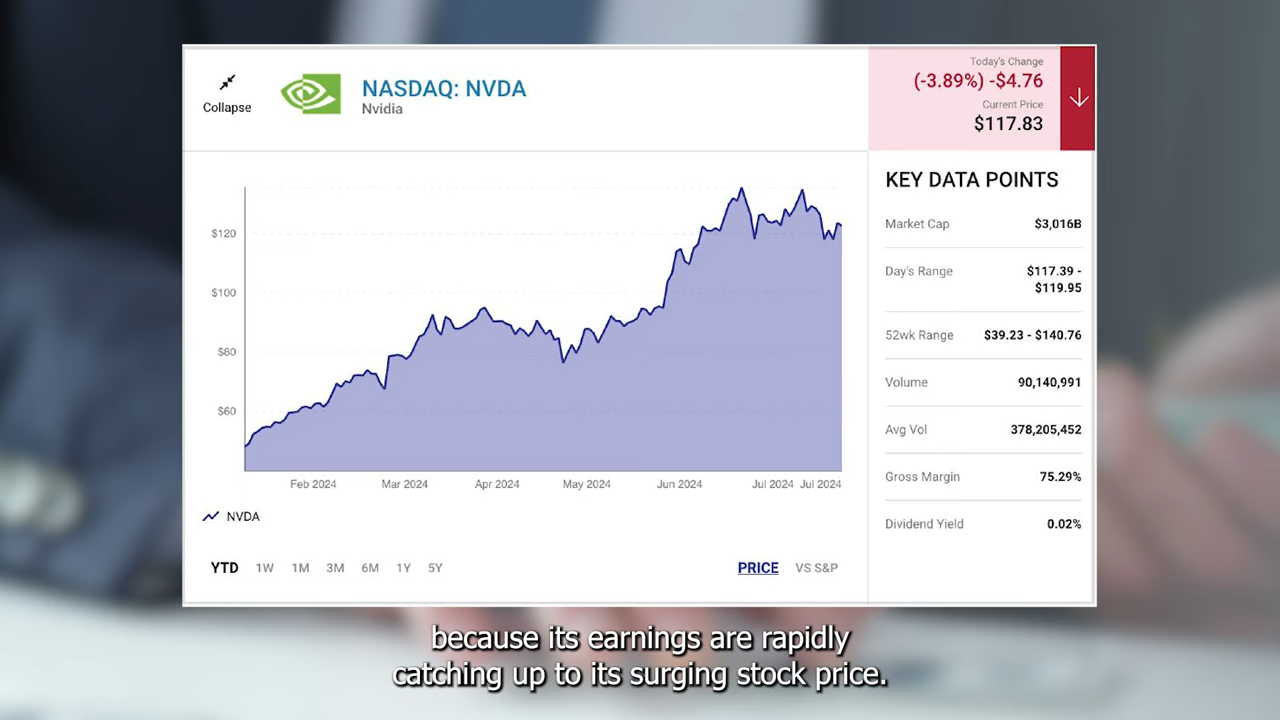 Collapse
NASDAQ: NVDA
Nvidia
Today's Change
(-3.89%) -$4.76
Current Price
$117.83
$120
$100
$80
$60
Feb 2024
Mar 2024
Apr 2024
May 2024
Jun 2024
Jul 2024
Jul 2024
NVDA
YTD 1W 1M 3M 6M 1Y 5Y
PRICE VS S&P
KEY DATA POINTS
Market Cap $3,016B
Day's Range $117.39 -
$119.95
52wk Range $39.23 - $140.76
Volume 90,140,991
Avg Vol 378,205,452
Gross Margin 75.29%
Dividend Yield 0.02%
because its earnings are rapidly
catching up to its surging stock price.